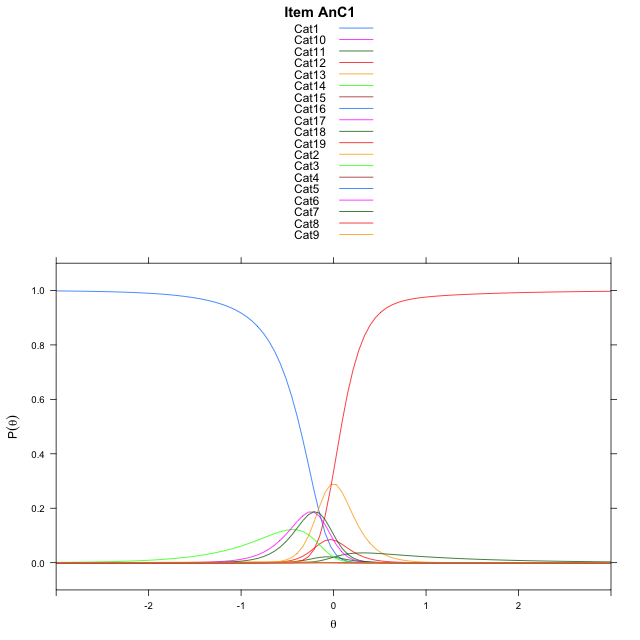 Item AnC1
Cat1
Cat10
Cat11
Cat12
Cat13
Cat14
Cat15
Cat16
Cat17
Cat18
Cat19
Cat2
Cat3
Cat4
Cat5
Cat6
Cat7
Cat8
Cat9
1.0
0.8
0.6
0.4
0.2
0.0
P(θ)
-2
-1
0
1
2
θ